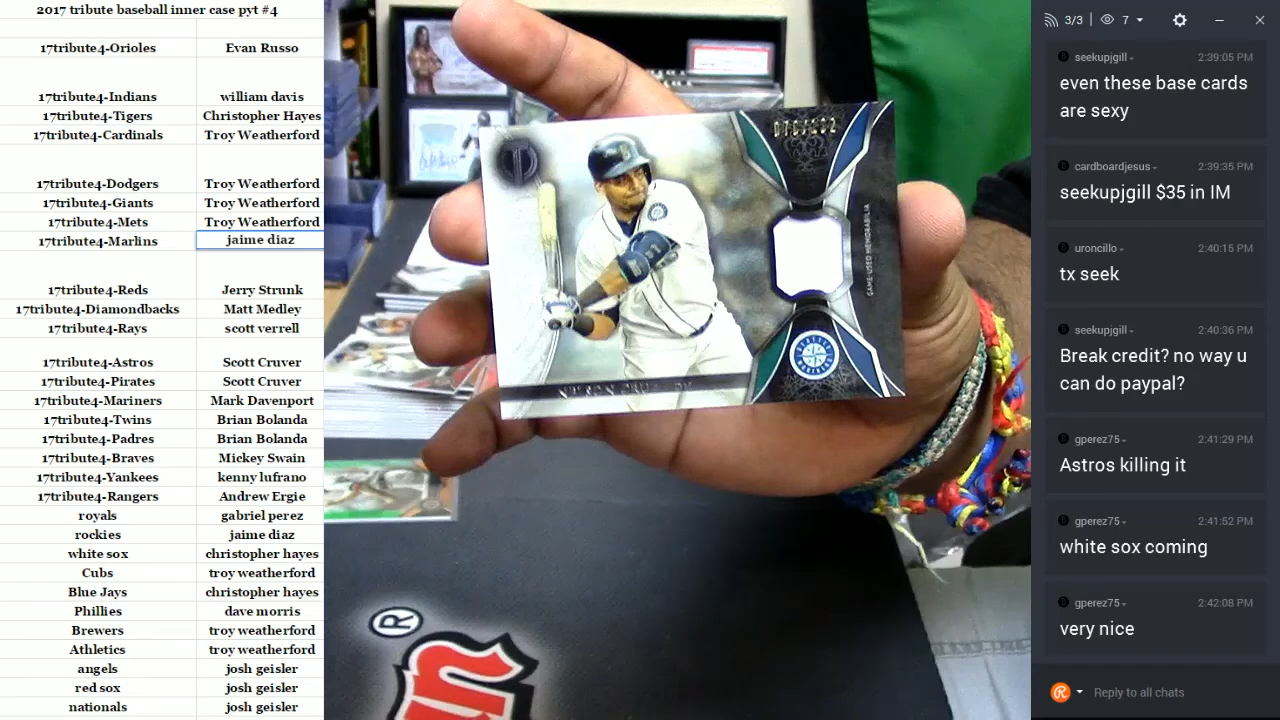 2017 tribute baseball inner case pyt #4
17tribute4-Orioles Evan Russo
17tribute4-Indians william davis
17tribute4-Tigers Christopher Hayes
17tribute4-Cardinals Troy Weatherford
17tribute4-Dodgers Troy Weatherford
17tribute4-Giants Troy Weatherford
17tribute4-Mets Troy Weatherford
17tribute4-Marlins jaime diaz
17tribute4-Reds Jerry Strunk
17tribute4-Diamondbacks Matt Medley
17tribute4-Rays scott verrell
17tribute4-Astros Scott Cruver
17tribute4-Pirates Scott Cruver
17tribute4-Mariners Mark Davenport
17tribute4-Twins Brian Bolanda
17tribute4-Padres Brian Bolanda
17tribute4-Braves Mickey Swain
17tribute4-Yankees kenny lufrano
17tribute4-Rangers Andrew Ergie
royals gabriel perez
rockies jaime diaz
white sox christopher hayes
Cubs troy weatherford
Blue Jays christopher hayes
Phillies dave morris
Brewers troy weatherford
Athletics troy weatherford
angels josh geisler
red sox josh geisler
nationals josh geisler
GAME-USED MEMORABILIA
®
3/3 | 7
seekupjgill 2:39:05 PM
even these base cards
are sexy
cardboardjesus 2:39:35 PM
seekupjgill $35 in IM
uroncillo 2:40:15 PM
tx seek
seekupjgill 2:40:36 PM
Break credit? no way u
can do paypal?
gperez75 2:41:29 PM
Astros killing it
gperez75 2:41:52 PM
white sox coming
gperez75 2:42:08 PM
very nice
Reply to all chats